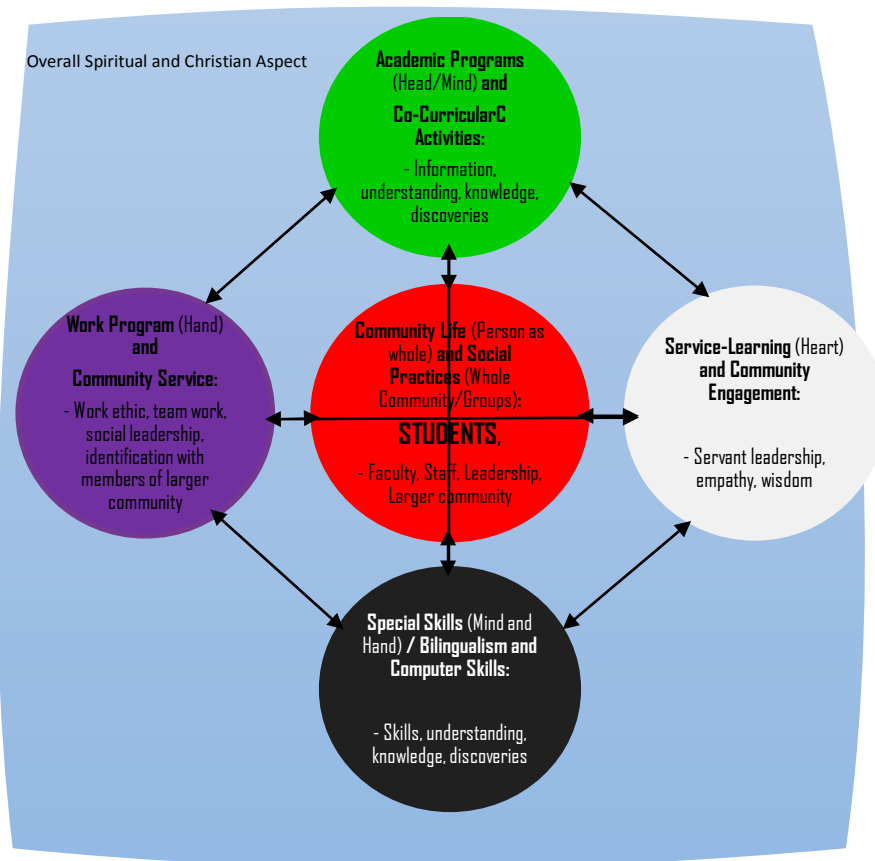 Overall Spiritual and Christian Aspect
Academic Programs
(Head/Mind) and
Co-CurricularC
Activities:
- Information,
understanding, knowledge,
discoveries
Work Program (Hand)
and
Community Service:
- Work ethic, team work,
social leadership,
identification with
members of larger
community
Community Life (Person as
whole) and Social
Practices (Whole
Community/Groups):
STUDENTS,
- Faculty, Staff, Leadership,
Larger community
Service-Learning (Heart)
and Community
Engagement:
- Servant leadership,
empathy, wisdom
Special Skills (Mind and
Hand) / Bilingualism and
Computer Skills:
- Skills, understanding,
knowledge, discoveries